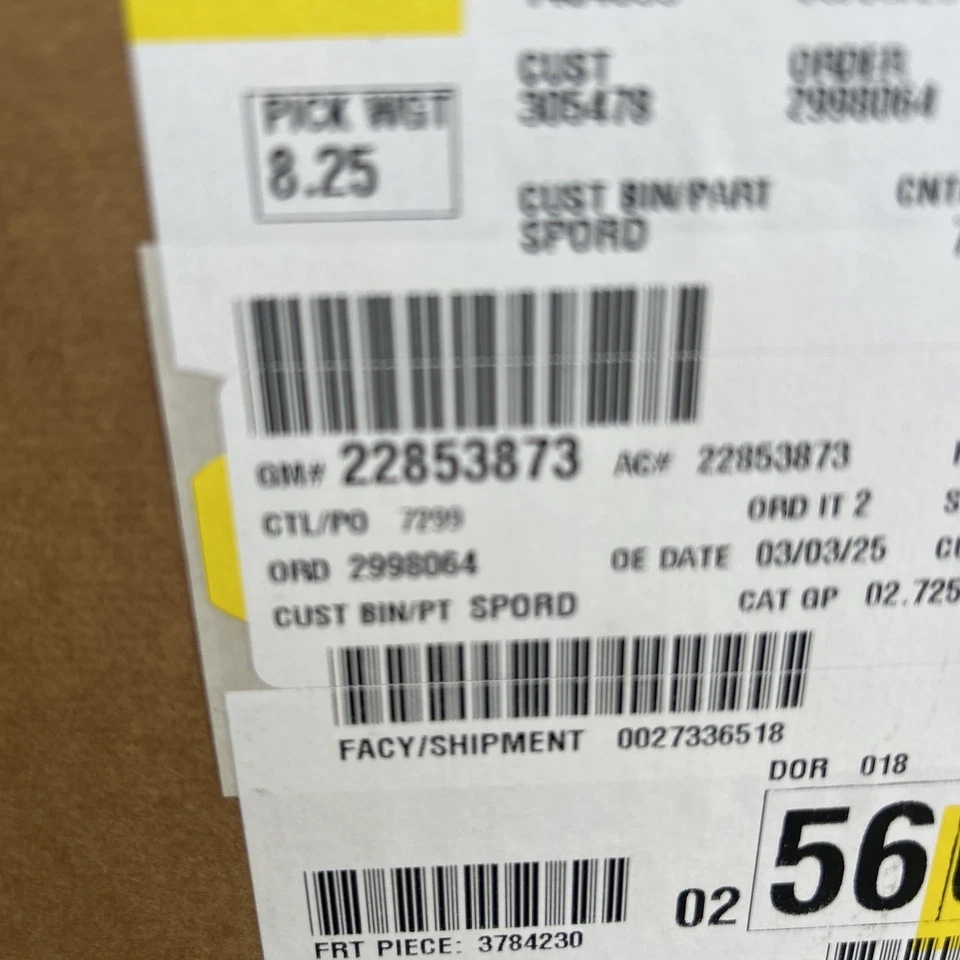 CUST ORDER
305478 2998064
PICK WGT
8.25
CUST BIN/PART
SPORD
GM# 22853873 AC# 22853873
CTL/PO 7299 ORD IT 2
ORD 2998064 OE DATE 03/03/25
CUST BIN/PT SPORD CAT GP 02.725
FACY/SHIPMENT 0027336518
DOR 018
02 56
FRT PIECE: 3784230